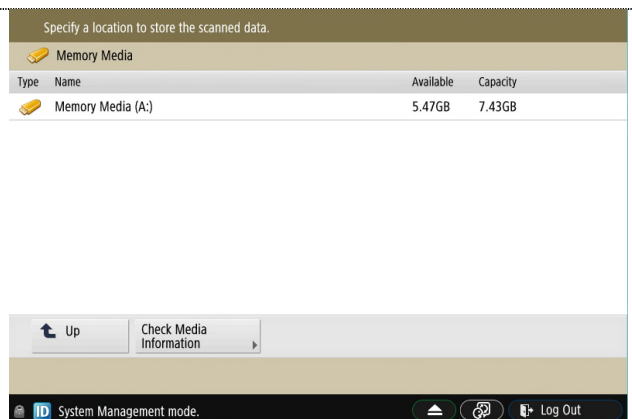 Specify a location to store the scanned data.
Memory Media
Type Name Available Capacity
Memory Media (A:) 5.47GB 7.43GB
Up
Check Media
Information
ID System Management mode. Log Out